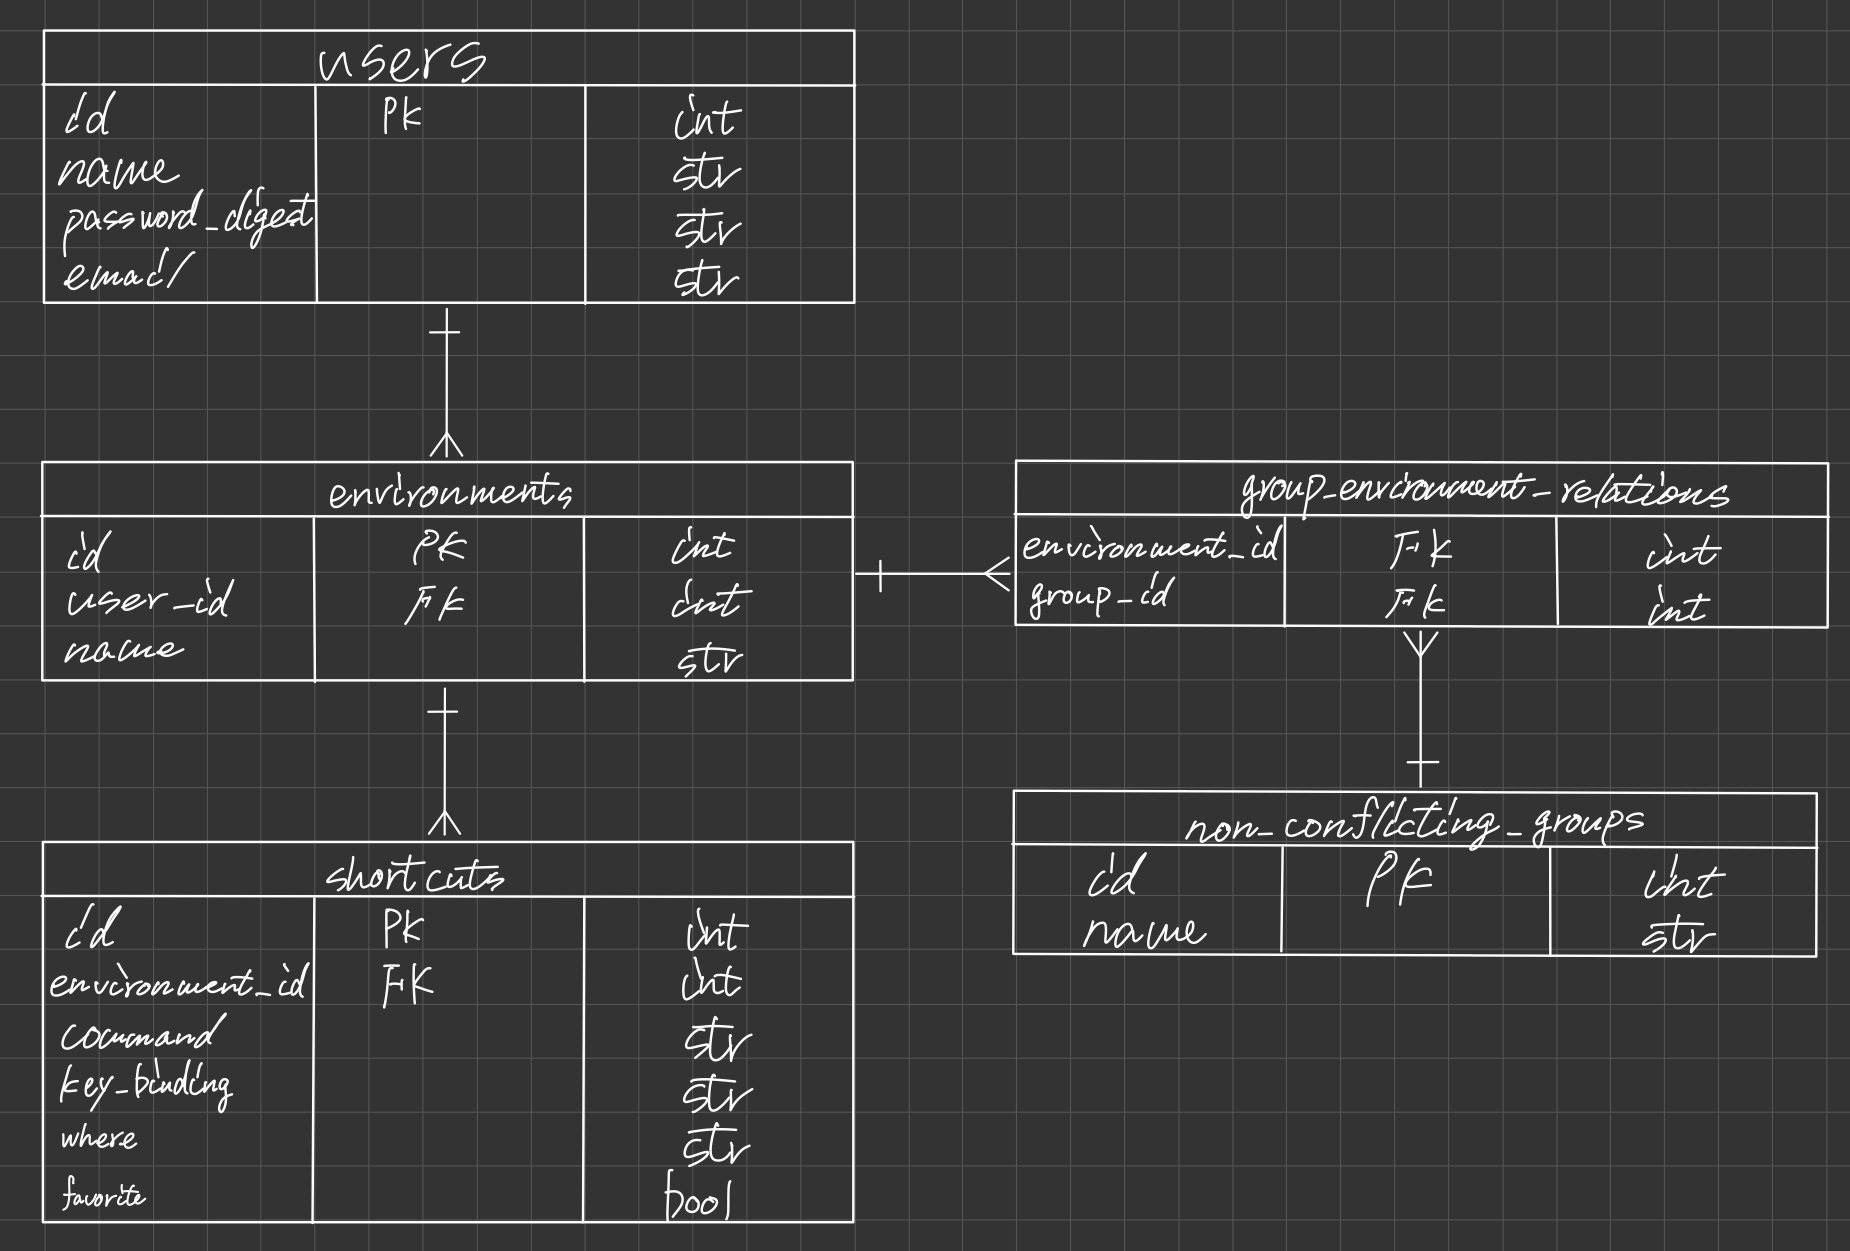 users
id PK int
name str
password_digest str
email str
environments
id PK int
user_id FK int
name str
group_environment_relations
environment_id FK int
group_id FK int
shortcuts
id PK int
environment_id FK int
command str
key_binding str
where str
favorite bool
non_conflicting_groups
id PK int
name str